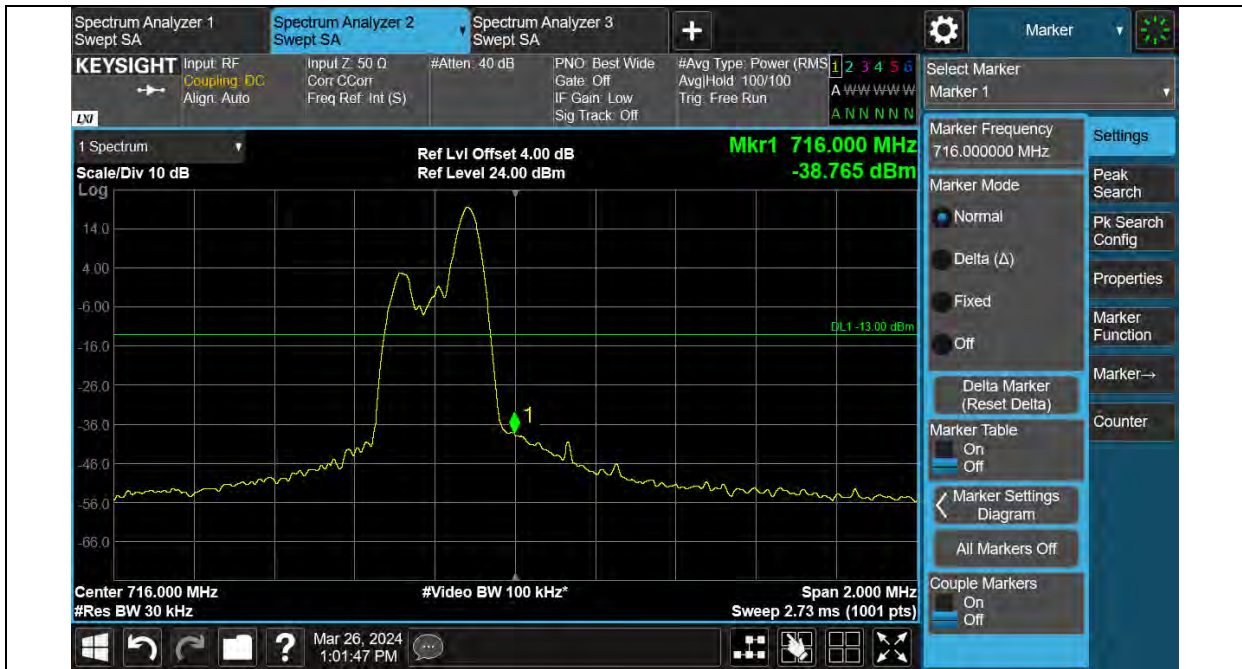 Spectrum Analyzer 1
Swept SA
Spectrum Analyzer 2
Swept SA
Spectrum Analyzer 3
Swept SA
+
Marker
KEYSIGHT
LXI
Input: RF
Coupling: DC
Align: Auto
Input Z: 50 Ω
Corr CCorr
Freq Ref: Int (S)
#Atten: 40 dB
PNO: Best Wide
Gate: Off
IF Gain: Low
Sig Track: Off
#Avg Type: Power (RMS
Avg|Hold: 100/100
Trig: Free Run
1 2 3 4 5 6
A W W W W W
A N N N N N
Select Marker
Marker 1
1 Spectrum
Scale/Div 10 dB
Log
Ref Lvl Offset 4.00 dB
Ref Level 24.00 dBm
Mkr1 716.000 MHz
-38.765 dBm
14.0
4.00
-6.00
-16.0
-26.0
-36.0
-46.0
-56.0
-66.0
DL1 -13.00 dBm
1
Center 716.000 MHz
#Res BW 30 kHz
#Video BW 100 kHz*
Span 2.000 MHz
Sweep 2.73 ms (1001 pts)
Marker Frequency
716.000000 MHz
Marker Mode
Normal
Delta (Δ)
Fixed
Off
Delta Marker
(Reset Delta)
Marker Table
On
Off
Marker Settings
Diagram
All Markers Off
Couple Markers
On
Off
Settings
Peak
Search
Pk Search
Config
Properties
Marker
Function
Marker→
Counter
?
Mar 26, 2024
1:01:47 PM